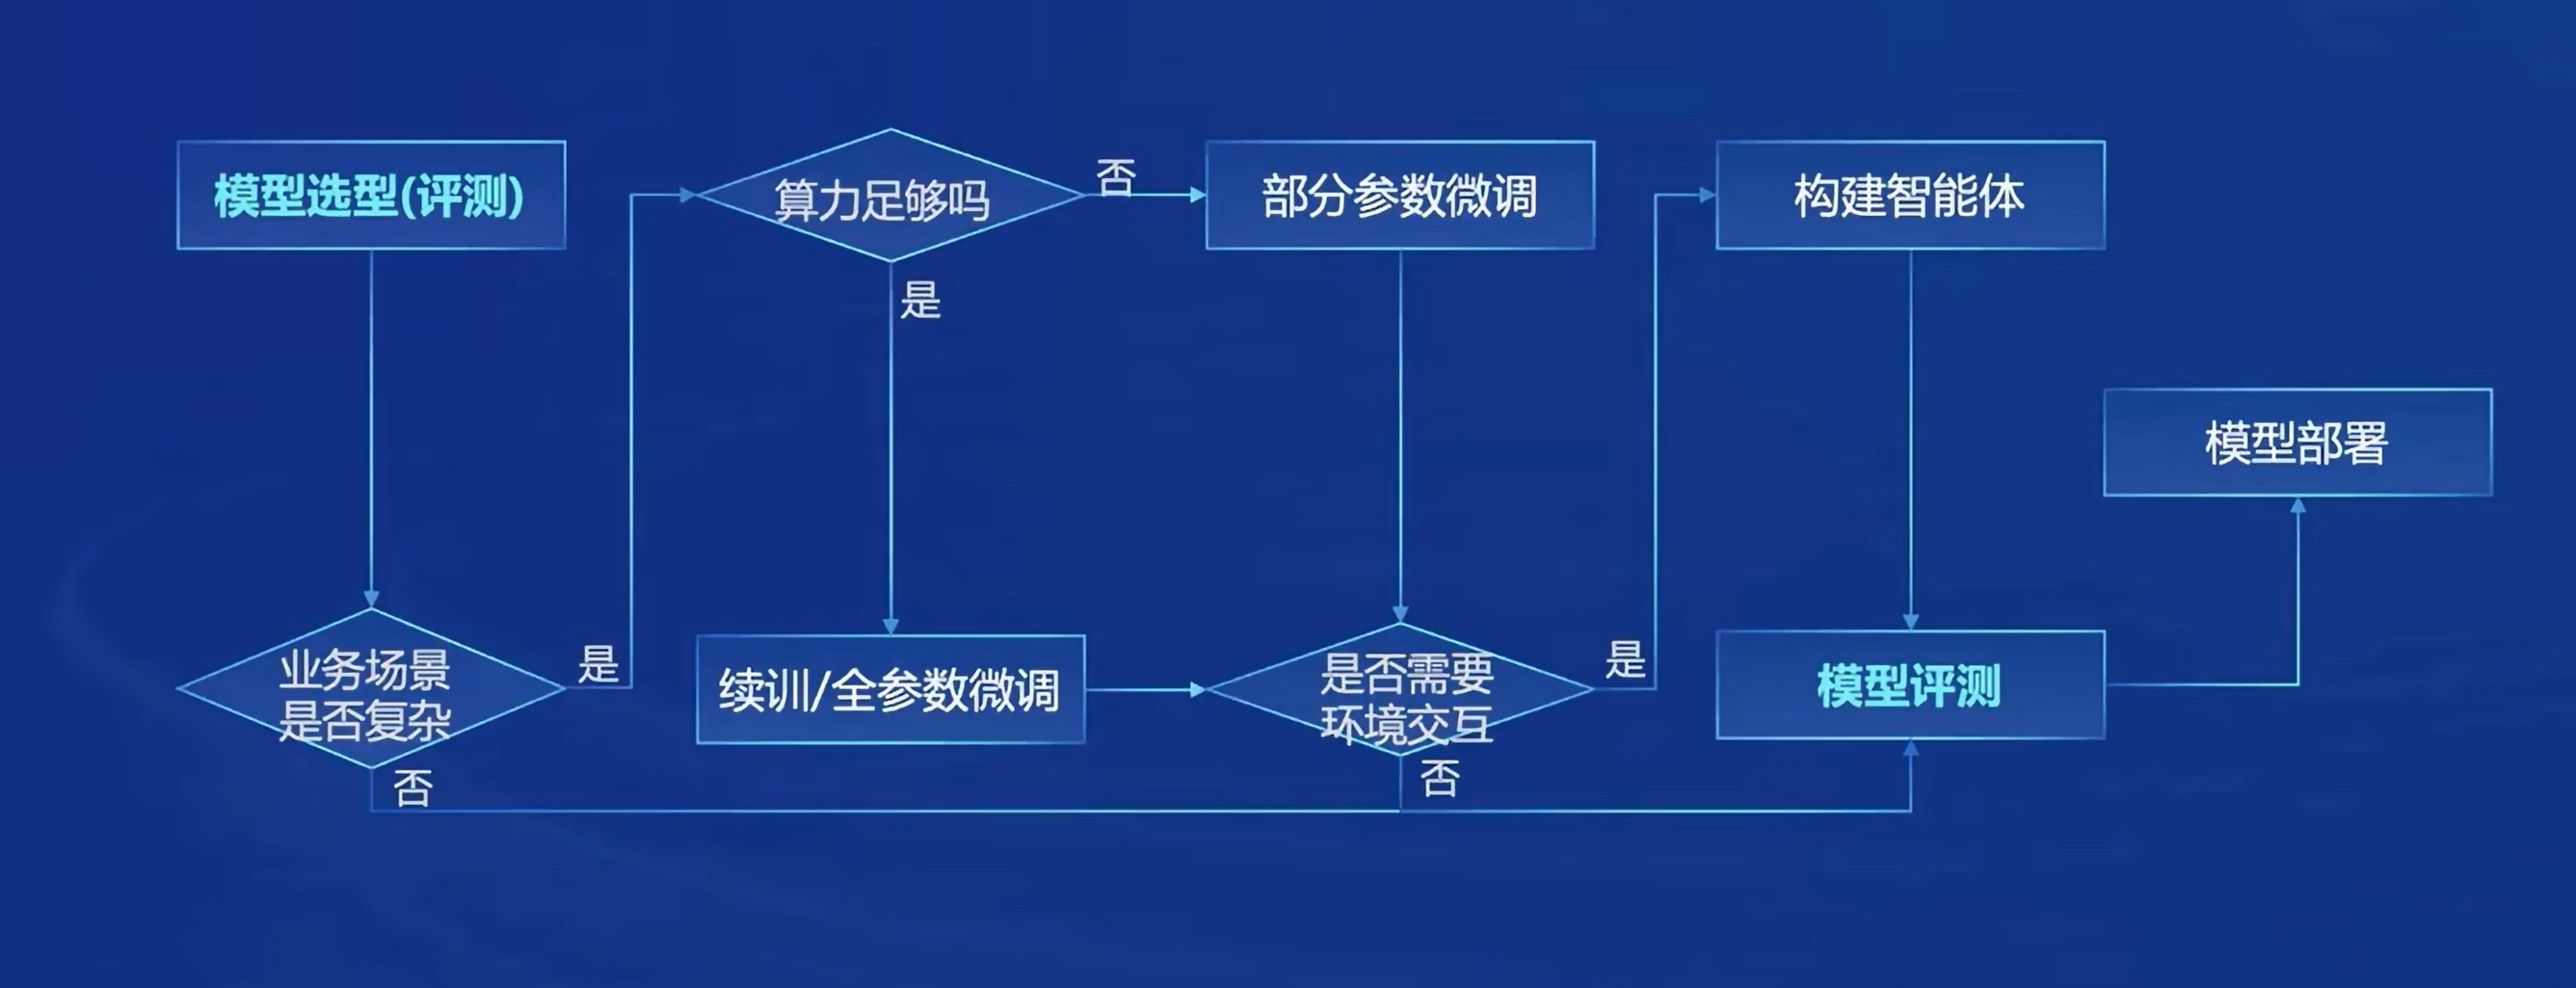 模型选型(评测)
算力足够吗
否
部分参数微调
构建智能体
是
模型部署
业务场景
是否复杂
是
否
续训/全参数微调
是否需要
环境交互
是
否
模型评测